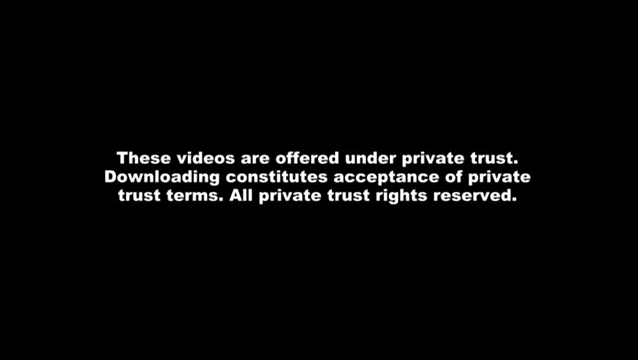 These videos are offered under private trust.
Downloading constitutes acceptance of private
trust terms. All private trust rights reserved.